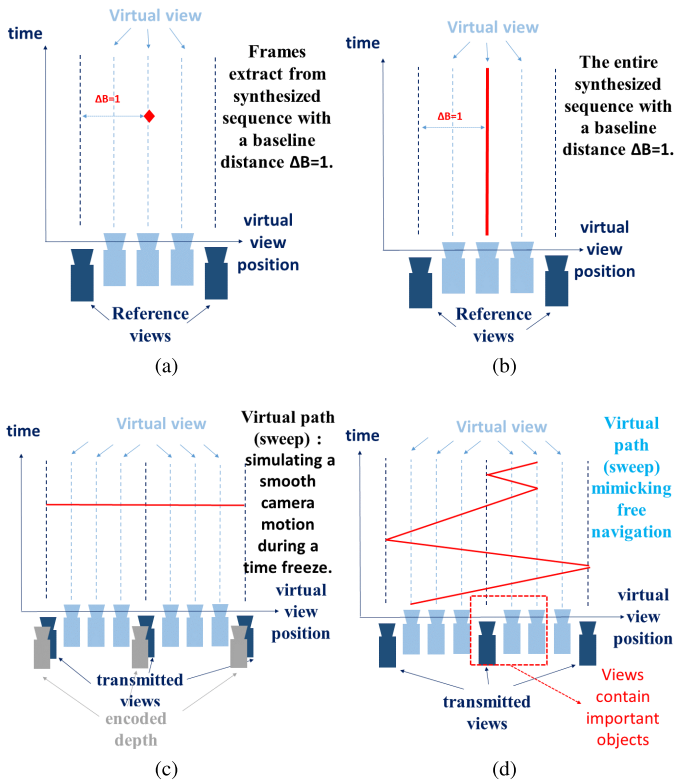 Virtual view
time
Frames
extract from
synthesized
sequence with
a baseline
distance ΔB=1.
ΔB=1
virtual
view
position
Reference
views
(a)
Virtual view
time
The entire
synthesized
sequence with
a baseline
distance ΔB=1.
ΔB=1
virtual
view
position
Reference
views
(b)
Virtual view
time
Virtual path
(sweep) :
simulating a
smooth
camera
motion
during a
time freeze.
virtual
view
position
transmitted
views
encoded
depth
(c)
Virtual view
time
Virtual
path
(sweep)
mimicking
free
navigation
virtual
view
position
transmitted
views
Views
contain
important
objects
(d)